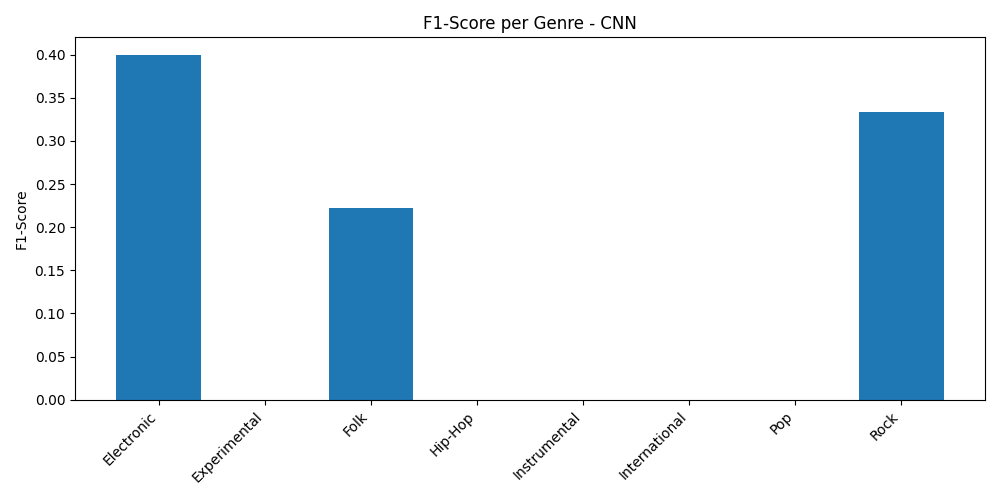 F1-Score per Genre - CNN
0.40
0.35
0.30
0.25
0.20
0.15
0.10
0.05
0.00
F1-Score
Electronic
Experimental
Folk
Hip-Hop
Instrumental
International
Pop
Rock